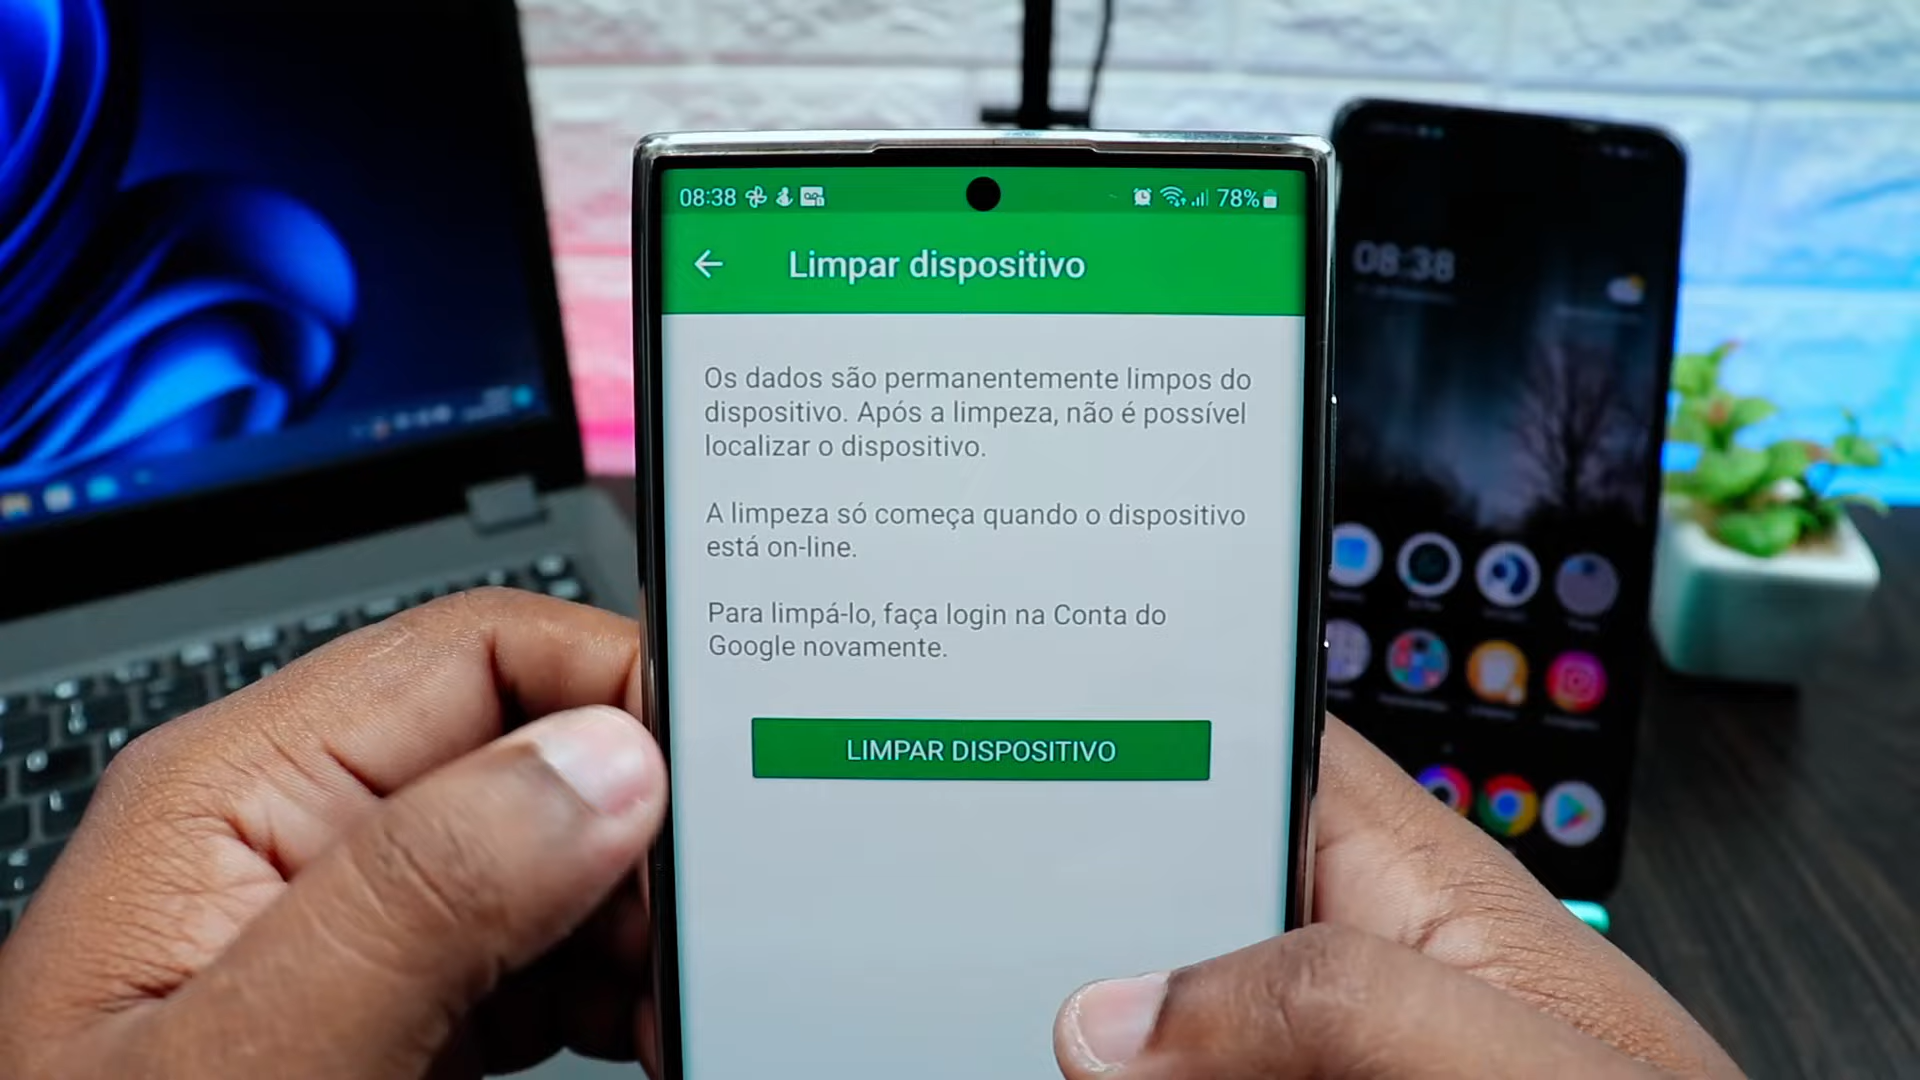 08:38
78%
Limpar dispositivo
Os dados são permanentemente limpos do
dispositivo. Após a limpeza, não é possível
localizar o dispositivo.
A limpeza só começa quando o dispositivo
está on-line.
Para limpá-lo, faça login na Conta do
Google novamente.
LIMPAR DISPOSITIVO
08:38